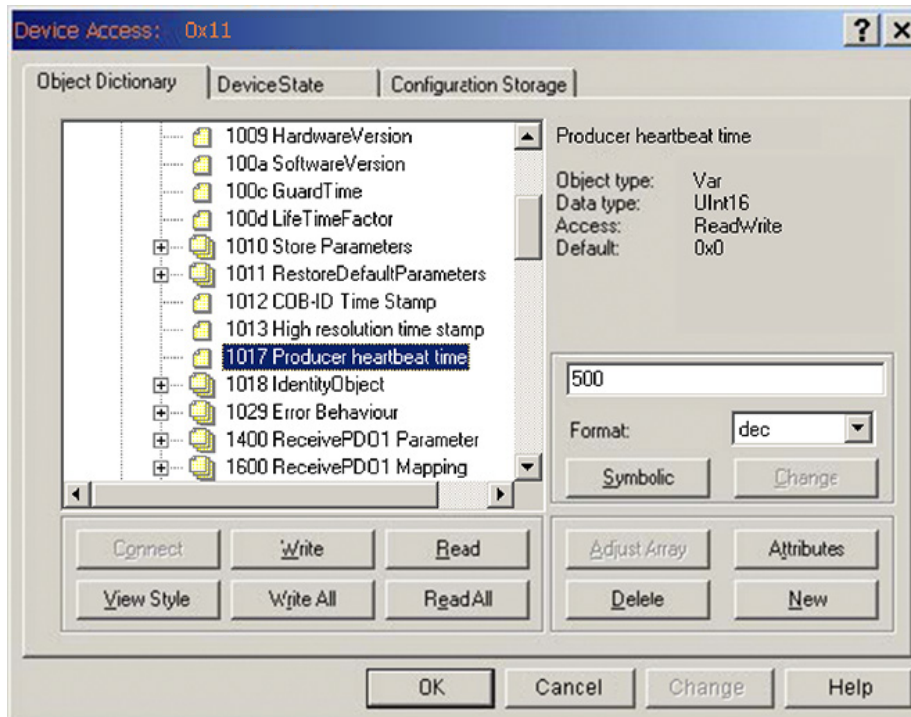 Device Access: 0x11
? ×
Object Dictionary DeviceState Configuration Storage
1009 HardwareVersion
100a SoftwareVersion
100c GuardTime
100d LifeTimeFactor
1010 Store Parameters
1011 RestoreDefaultParameters
1012 COB-ID Time Stamp
1013 High resolution time stamp
1017 Producer heartbeat time
1018 IdentityObject
1029 Error Behaviour
1400 ReceivePDO1 Parameter
1600 ReceivePDO1 Mapping
Producer heartbeat time
Object type: Var
Data type: UInt16
Access: ReadWrite
Default: 0x0
500
Format: dec
Symbolic Change
Connect Write Read
View Style Write All Read All
Adjust Array Attributes
Delete New
OK Cancel Change Help